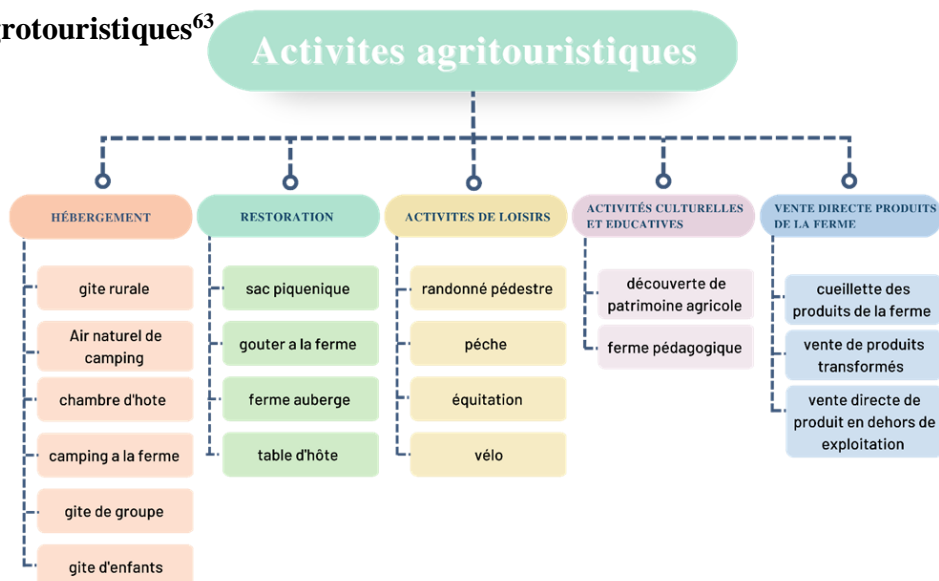 grotouristiques63
Activites agritouristiques
HÉBERGEMENT
gite rurale
Air naturel de
camping
chambre d'hote
camping a la ferme
gite de groupe
gite d'enfants
RESTORATION
sac piquenique
gouter a la ferme
ferme auberge
table d'hôte
ACTIVITES DE LOISIRS
randonné pédestre
péche
équitation
vélo
ACTIVITÉS CULTURELLES
ET EDUCATIVES
découverte de
patrimoine agricole
ferme pédagogique
VENTE DIRECTE PRODUITS
DE LA FERME
cueillette des
produits de la ferme
vente de produits
transformés
vente directe de
produit en dehors de
exploitation